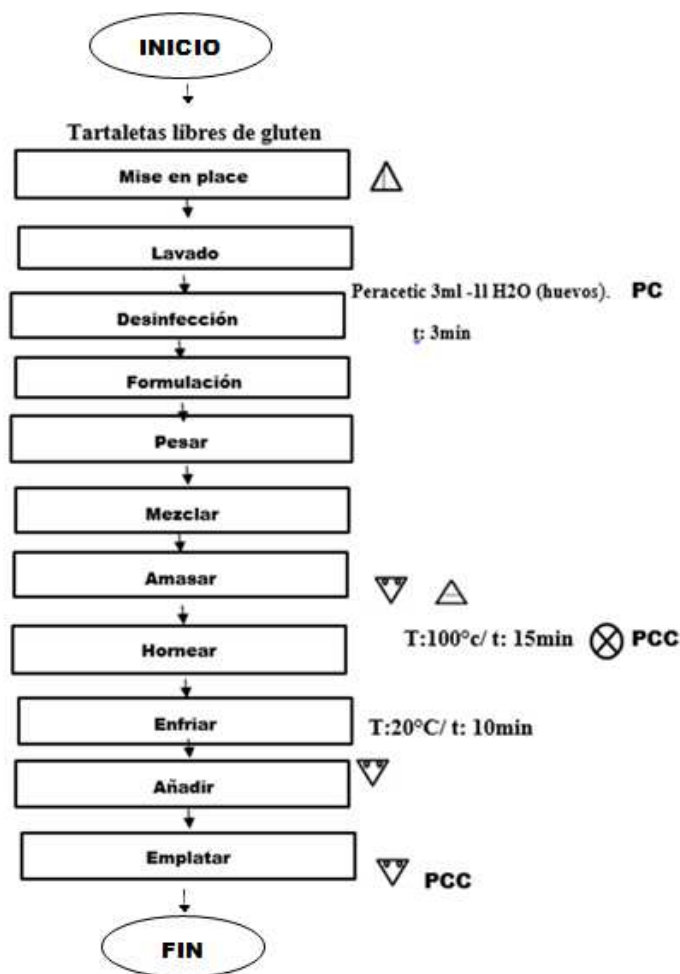 INICIO
Tartaletas libres de gluten
Mise en place
Lavado
Peracetic 3ml -1l H2O (huevos). PC
Desinfección
t: 3min
Formulación
Pesar
Mezclar
Amasar
T:100°c/ t: 15min PCC
Hornear
Enfriar T:20°C/ t: 10min
Añadir
Emplatar
PCC
FIN